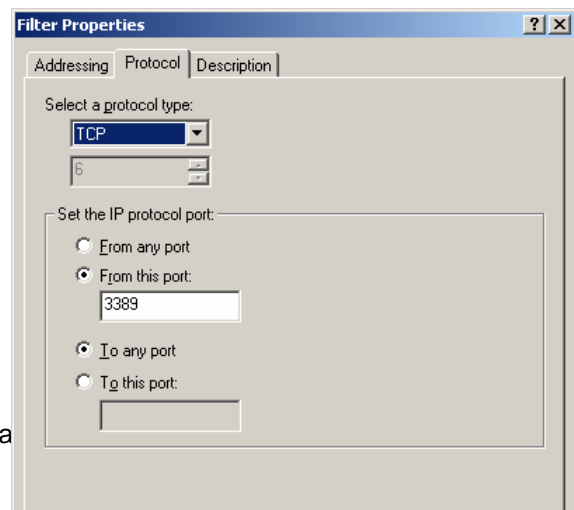 Filter Properties
Addressing Protocol Description
Select a protocol type:
TCP
6
Set the IP protocol port:
From any port
From this port:
3389
To any port
To this port:
a